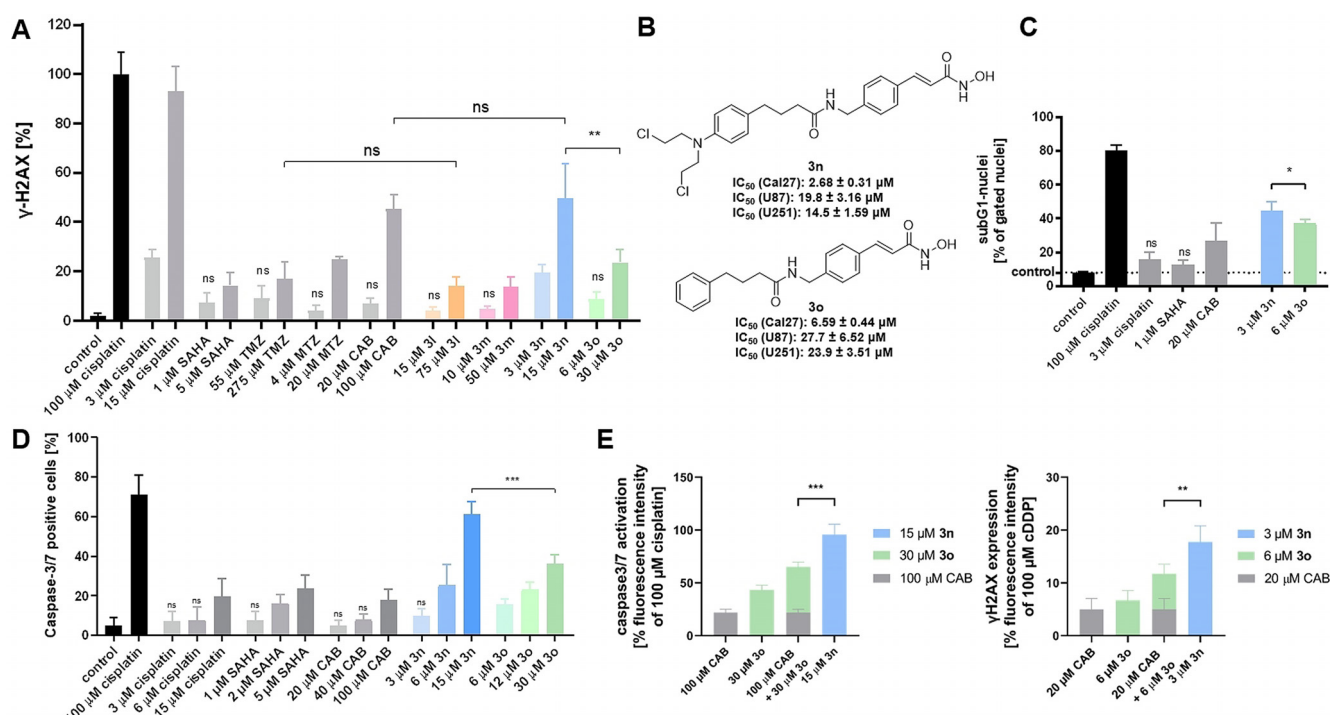 A
γ-H2AX [%]
120
100
80
60
40
20
0
ns
ns
ns
ns
ns
ns
**
ns
ns
ns
control
100 μM cisplatin
3 μM cisplatin
15 μM cisplatin
1 μM SAHA
5 μM SAHA
55 μM TMZ
275 μM TMZ
4 μM MTZ
20 μM MTZ
20 μM CAB
100 μM CAB
15 μM 3l
75 μM 3l
10 μM 3m
50 μM 3m
3 μM 3n
15 μM 3n
6 μM 3o
30 μM 3o
B
O
N
H
OH
H
N
O
Cl
N
Cl
3n
IC50 (Cal27): 2.68 ± 0.31 μM
IC50 (U87): 19.8 ± 3.16 μM
IC50 (U251): 14.5 ± 1.59 μM
O
N
H
OH
H
N
O
3o
IC50 (Cal27): 6.59 ± 0.44 μM
IC50 (U87): 27.7 ± 6.52 μM
IC50 (U251): 23.9 ± 3.51 μM
C
subG1-nuclei
[% of gated nuclei]
100
80
60
40
20
control
0
ns
ns
*
control
100 μM cisplatin
3 μM cisplatin
1 μM SAHA
20 μM CAB
3 μM 3n
6 μM 3o
D
Caspase-3/7 positive cells [%]
100
80
60
40
20
0
ns
ns
ns
ns
ns
ns
***
control
100 μM cisplatin
3 μM cisplatin
6 μM cisplatin
15 μM cisplatin
1 μM SAHA
2 μM SAHA
5 μM SAHA
20 μM CAB
40 μM CAB
100 μM CAB
3 μM 3n
6 μM 3n
15 μM 3n
6 μM 3o
12 μM 3o
30 μM 3o
E
caspase3/7 activation
[% fluorescence intensity
of 100 μM cisplatin]
150
100
50
0
***
100 μM CAB
30 μM 3o
100 μM CAB
+ 30 μM 3o
15 μM 3n
15 μM 3n
30 μM 3o
100 μM CAB
γH2AX expression
[% fluorescence intensity
of 100 μM cDDP]
30
20
10
0
**
20 μM CAB
6 μM 3o
20 μM CAB
+ 6 μM 3o
3 μM 3n
3 μM 3n
6 μM 3o
20 μM CAB